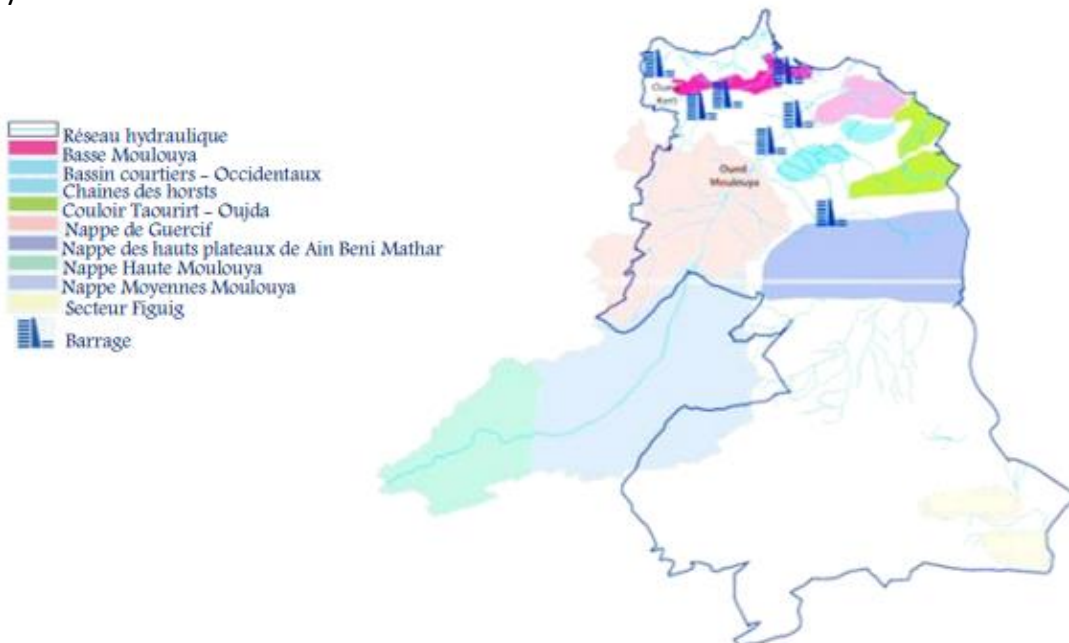 Réseau hydraulique
Basse Moulouya
Bassin courtiers - Occidentaux
Chaines des horsts
Couloir Taourirt - Oujda
Nappe de Guercif
Nappe des hauts plateaux de Ain Beni Mathar
Nappe Haute Moulouya
Nappe Moyennes Moulouya
Secteur Figuig
Barrage
Kert
Oued
Moulouya